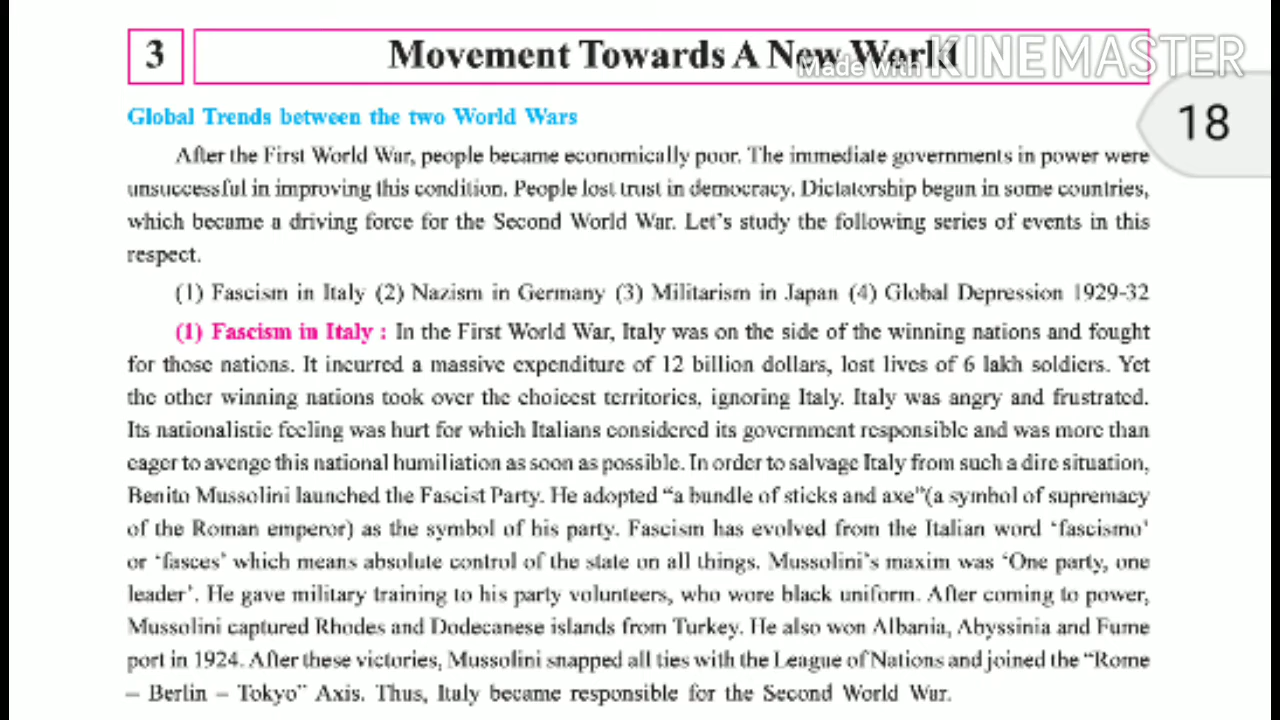 3 Movement Towards A New World
Made with KINEMASTER
Global Trends between the two World Wars
18
After the First World War, people became economically poor. The immediate governments in power were
unsuccessful in improving this condition. People lost trust in democracy. Dictatorship began in some countries,
which became a driving force for the Second World War. Let's study the following series of events in this
respect.
(1) Fascism in Italy (2) Nazism in Germany (3) Militarism in Japan (4) Global Depression 1929-32
(1) Fascism in Italy : In the First World War, Italy was on the side of the winning nations and fought
for those nations. It incurred a massive expenditure of 12 billion dollars, lost lives of 6 lakh soldiers. Yet
the other winning nations took over the choicest territories, ignoring Italy. Italy was angry and frustrated.
Its nationalistic feeling was hurt for which Italians considered its government responsible and was more than
eager to avenge this national humiliation as soon as possible. In order to salvage Italy from such a dire situation,
Benito Mussolini launched the Fascist Party. He adopted “a bundle of sticks and axe”(a symbol of supremacy
of the Roman emperor) as the symbol of his party. Fascism has evolved from the Italian word ‘fascismo’
or ‘fasces’ which means absolute control of the state on all things. Mussolini’s maxim was ‘One party, one
leader’. He gave military training to his party volunteers, who wore black uniform. After coming to power,
Mussolini captured Rhodes and Dodecanese islands from Turkey. He also won Albania, Abyssinia and Fume
port in 1924. After these victories, Mussolini snapped all ties with the League of Nations and joined the “Rome
– Berlin – Tokyo” Axis. Thus, Italy became responsible for the Second World War.